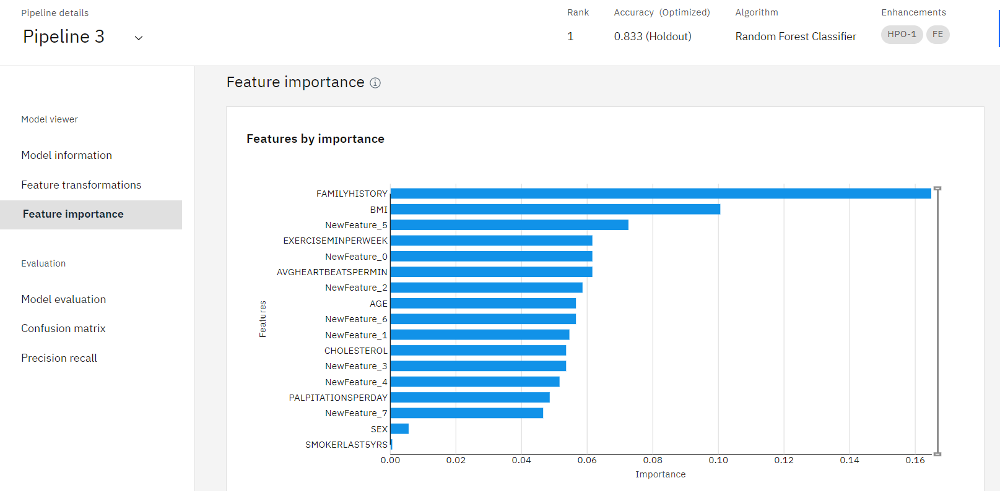 Pipeline details
Pipeline 3
Rank
1
Accuracy (Optimized)
0.833 (Holdout)
Algorithm
Random Forest Classifier
Enhancements
HPO-1 FE
Model viewer
Model information
Feature transformations
Feature importance
Evaluation
Model evaluation
Confusion matrix
Precision recall
Feature importance
Features by importance
Features
FAMILYHISTORY
BMI
NewFeature_5
EXERCISEMINPERWEEK
NewFeature_0
AVGHEARTBEATSPERMIN
NewFeature_2
AGE
NewFeature_6
NewFeature_1
CHOLESTEROL
NewFeature_3
NewFeature_4
PALPITATIONSPERDAY
NewFeature_7
SEX
SMOKERLAST5YRS
0.00 0.02 0.04 0.06 0.08 0.10 0.12 0.14 0.16
Importance